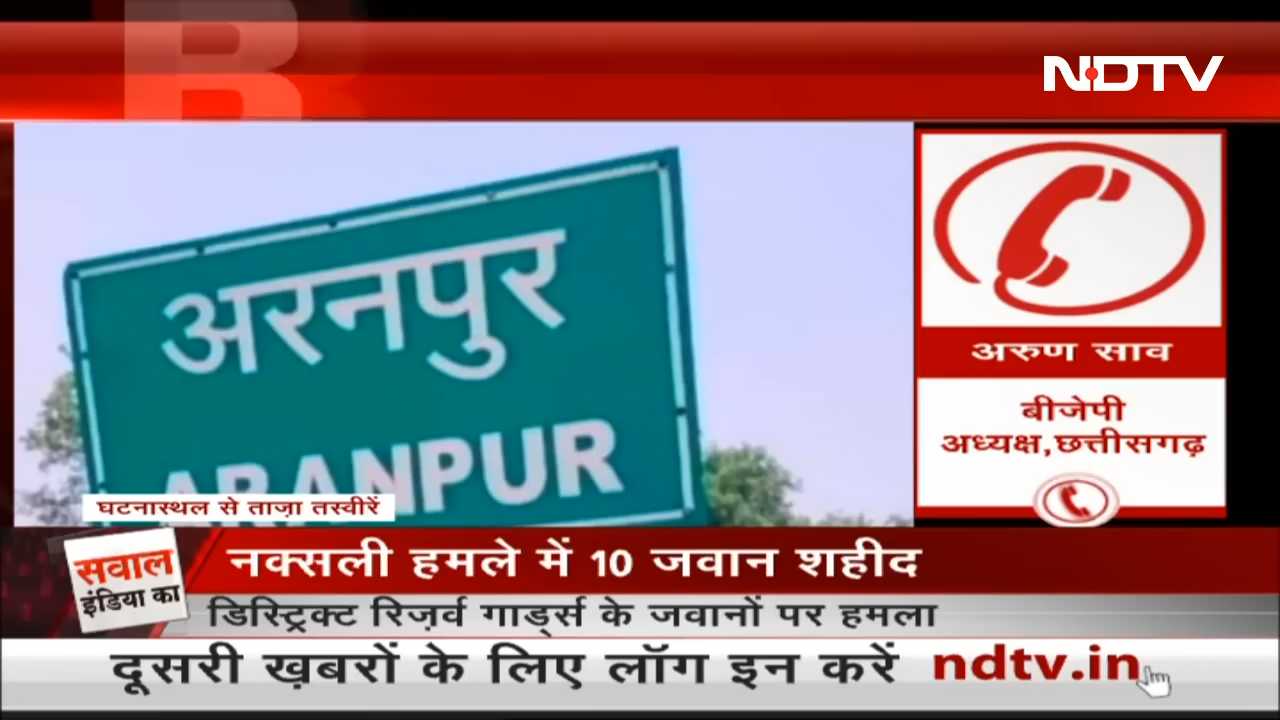 B
NDTV
अरनपुर
ARANPUR
अरुण साव
बीजेपी
अध्यक्ष,छत्तीसगढ़
घटनास्थल से ताज़ा तस्वीरें
सवाल
इंडिया का
नक्सली हमले में 10 जवान शहीद
डिस्ट्रिक्ट रिज़र्व गार्ड्स के जवानों पर हमला
दूसरी ख़बरों के लिए लॉग इन करें ndtv.in